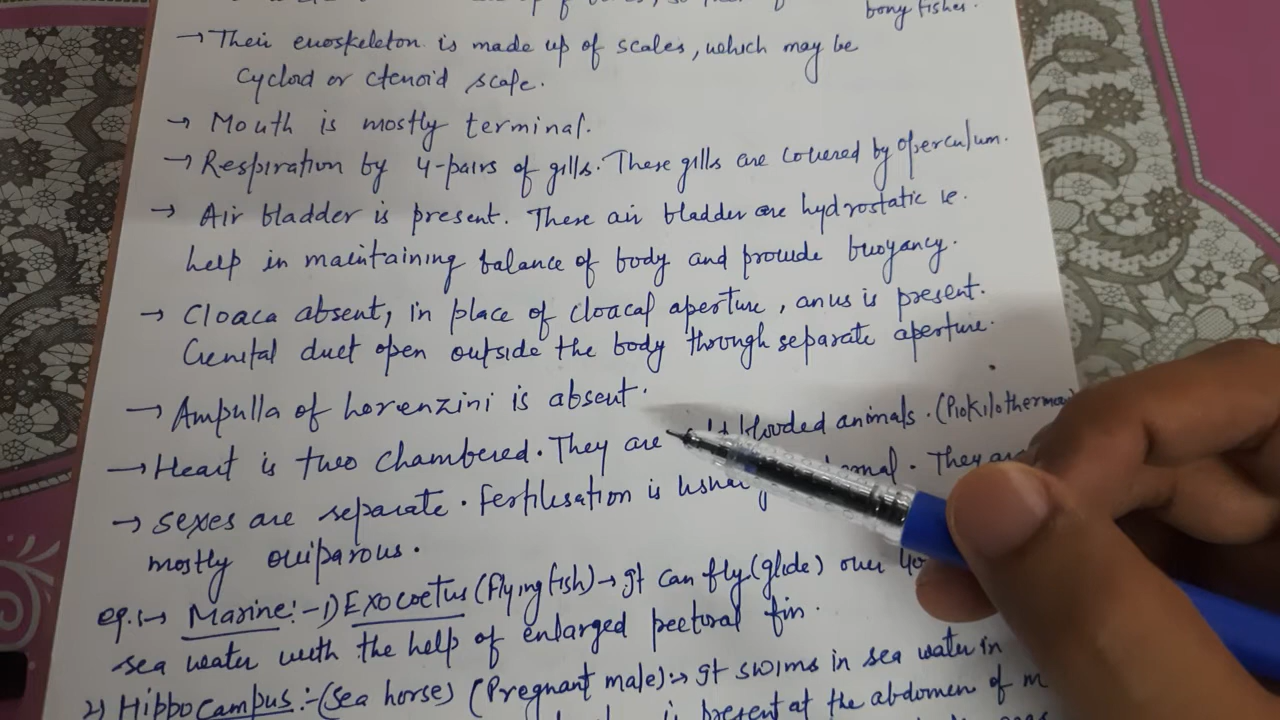 bony fishes.
→ Their exoskeleton is made up of scales, which may be
Cycloid or ctenoid scale.
→ Mouth is mostly terminal.
→ Respiration by 4-pairs of gills. These gills are covered by operculum.
→ Air bladder is present. These air bladder are hydrostatic ie.
help in maintaining balance of body and provide buoyancy.
→ Cloaca absent, in place of cloacal aperture, anus is present.
Genital duct open outside the body through separate aperture.
→ Ampulla of Lorenzini is absent.
→ Heart is two chambered. They are blooded animals. (Poikilothermal)
→ Sexes are separate. Fertilisation is They are
mostly oviparous.
eg.:→ Marine:- 1) Exocoetus (Flying fish) → It can fly (glide) over 40
sea water with the help of enlarged pectoral fin.
2) Hippocampus:- (Sea horse) (Pregnant male) :→ It swims in sea water in
is present at the abdomen of m